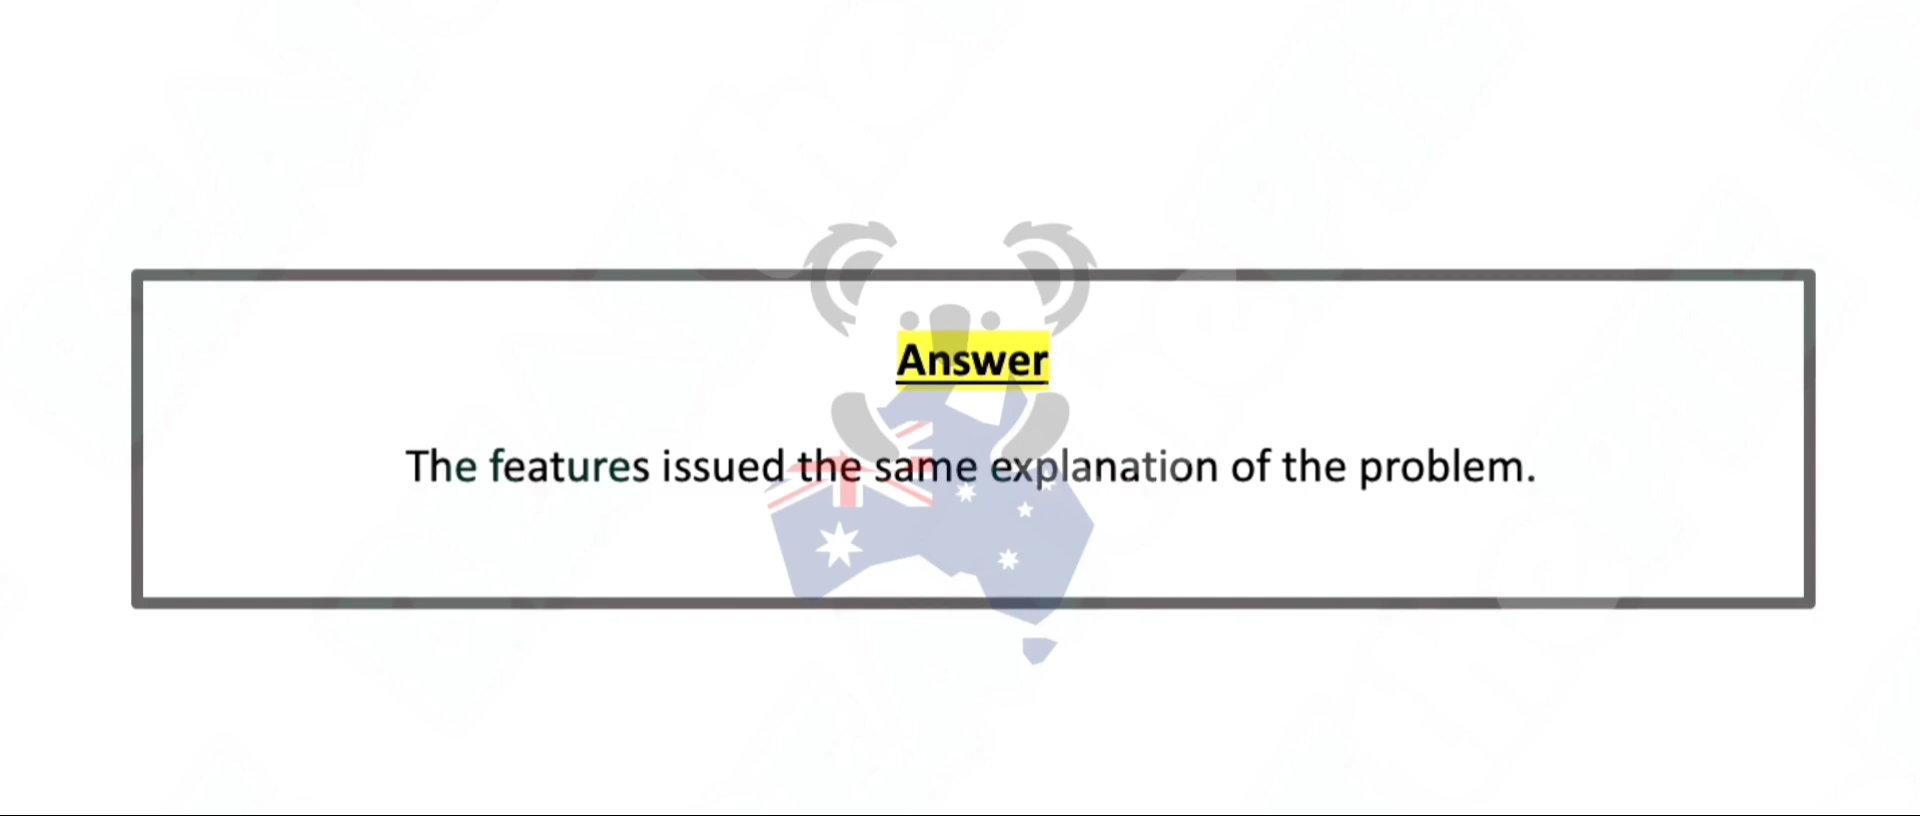 Answer
The features issued the same explanation of the problem.